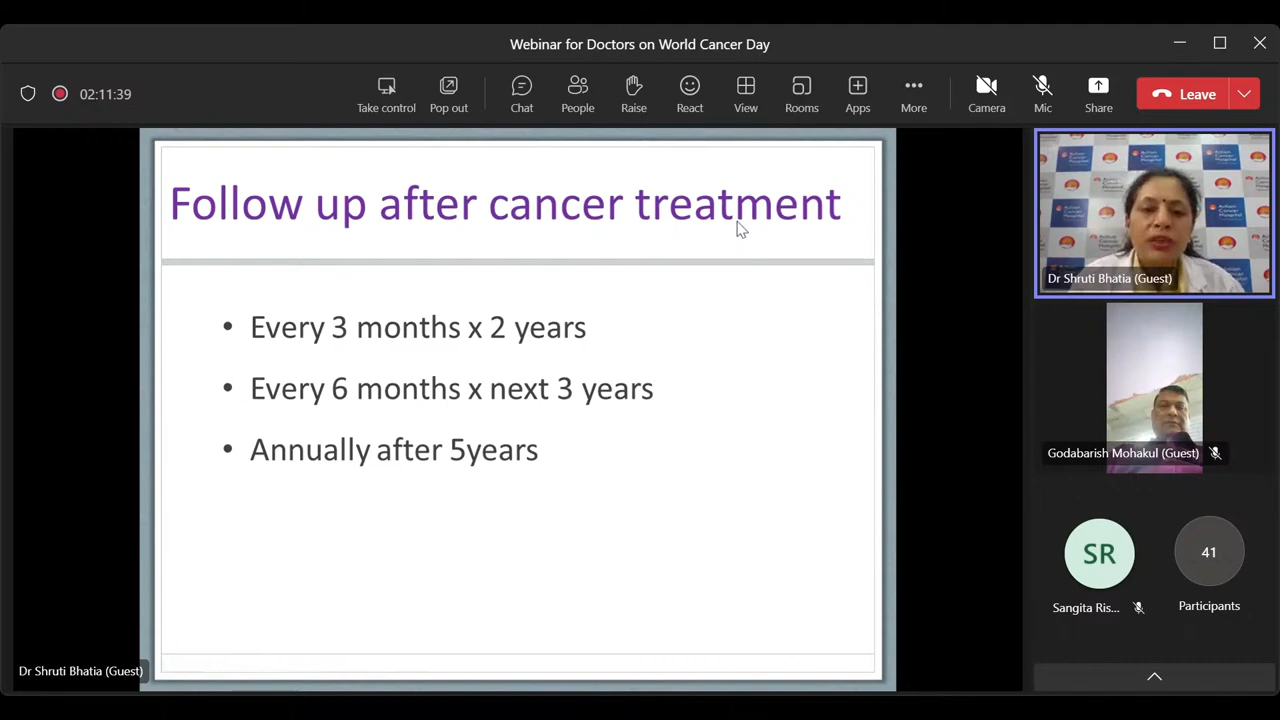 Webinar for Doctors on World Cancer Day
02:11:39
Take control
Pop out
Chat
People
Raise
React
View
Rooms
Apps
More
Camera
Mic
Share
Leave
Follow up after cancer treatment
• Every 3 months x 2 years
• Every 6 months x next 3 years
• Annually after 5years
Dr Shruti Bhatia (Guest)
Dr Shruti Bhatia (Guest)
Godabarish Mohakul (Guest)
SR
Sangita Ris...
41
Participants